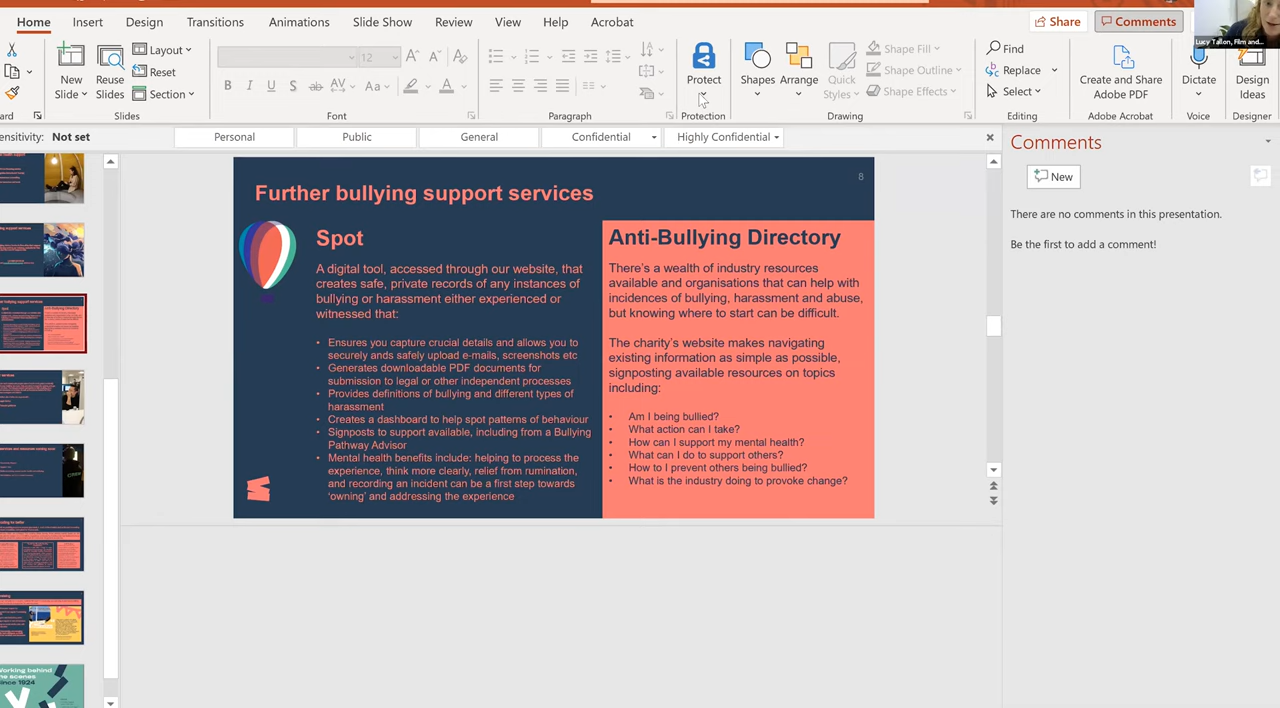 Home Insert Design Transitions Animations Slide Show Review View Help Acrobat
Share Comments
Lucy Tallon, Film and...
New
Slide
Reuse
Slides
Layout
Reset
Section
12
Protect
Shapes
Arrange
Quick
Styles
Shape Fill
Shape Outline
Shape Effects
Find
Replace
Select
Create and Share
Adobe PDF
Dictate
Design
Ideas
ard
Slides
Font
Paragraph
Protection
Drawing
Editing
Adobe Acrobat
Voice
Designer
ensitivity: Not set
Personal
Public
General
Confidential
Highly Confidential
Further bullying support services
8
Spot
A digital tool, accessed through our website, that
creates safe, private records of any instances of
bullying or harassment either experienced or
witnessed that:
• Ensures you capture crucial details and allows you to
securely ands safely upload e-mails, screenshots etc
• Generates downloadable PDF documents for
submission to legal or other independent processes
• Provides definitions of bullying and different types of
harassment
• Creates a dashboard to help spot patterns of behaviour
• Signposts to support available, including from a Bullying
Pathway Advisor
• Mental health benefits include: helping to process the
experience, think more clearly, relief from rumination,
and recording an incident can be a first step towards
‘owning’ and addressing the experience
Anti-Bullying Directory
There’s a wealth of industry resources
available and organisations that can help with
incidences of bullying, harassment and abuse,
but knowing where to start can be difficult.
The charity’s website makes navigating
existing information as simple as possible,
signposting available resources on topics
including:
• Am I being bullied?
• What action can I take?
• How can I support my mental health?
• What can I do to support others?
• How to I prevent others being bullied?
• What is the industry doing to provoke change?
Comments
New
There are no comments in this presentation.
Be the first to add a comment!
Working behind
the scenes
since 1924